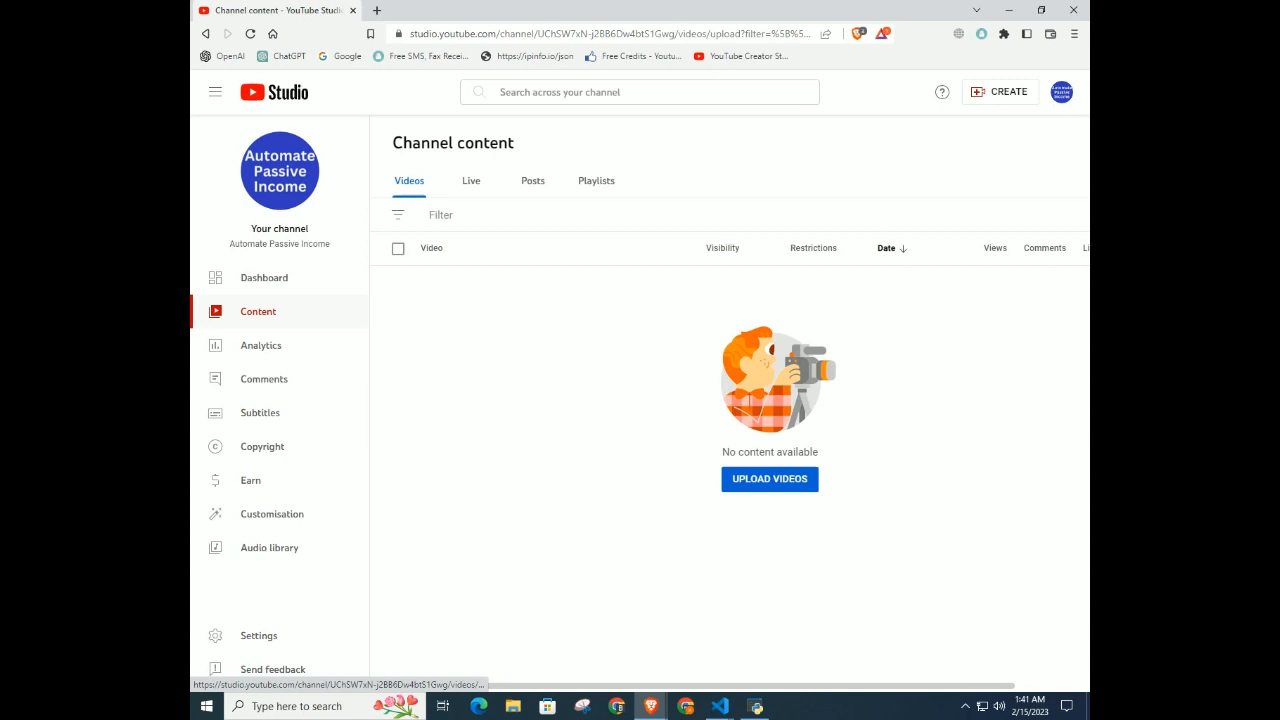 Channel content - YouTube Studio
studio.youtube.com/channel/UChSW7xN-j2BB6Dw4btS1Gwg/videos/upload?filter=%5B%5...
OpenAI
ChatGPT
Google
Free SMS, Fax Recei...
https://ipinfo.io/json
Free Credits - Youtu...
YouTube Creator St...
Studio
Search across your channel
CREATE
Automate
Passive
Income
Automate
Passive
Income
Your channel
Automate Passive Income
Dashboard
Content
Analytics
Comments
Subtitles
Copyright
Earn
Customisation
Audio library
Settings
Send feedback
Channel content
Videos
Live
Posts
Playlists
Filter
Video
Visibility
Restrictions
Date
Views
Comments
Li
No content available
UPLOAD VIDEOS
https://studio.youtube.com/channel/UChSW7xN-j2BB6Dw4btS1Gwg/videos/...
Type here to search
1:41 AM
2/15/2023